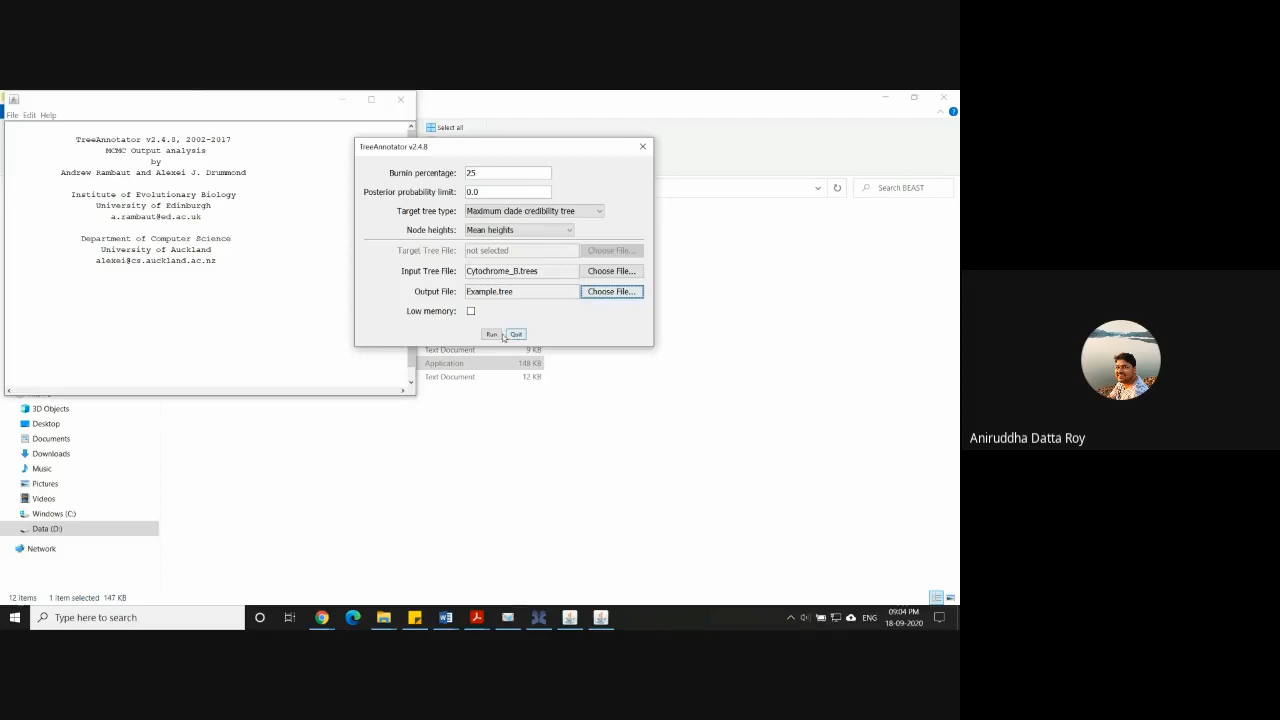 File Edit Help
TreeAnnotator v2.4.8, 2002-2017
MCMC Output analysis
by
Andrew Rambaut and Alexei J. Drummond
Institute of Evolutionary Biology
University of Edinburgh
a.rambaut@ed.ac.uk
Department of Computer Science
University of Auckland
alexei@cs.auckland.ac.nz
Select all
Search BEAST
TreeAnnotator v2.4.8
Burnin percentage: 25
Posterior probability limit: 0.0
Target tree type: Maximum clade credibility tree
Node heights: Mean heights
Target Tree File: not selected Choose File...
Input Tree File: Cytochrome_B.trees Choose File...
Output File: Example.tree Choose File...
Low memory:
Run Quit
Text Document 9 KB
Application 148 KB
Text Document 12 KB
3D Objects
Desktop
Documents
Downloads
Music
Pictures
Videos
Windows (C:)
Data (D:)
Network
12 items 1 item selected 147 KB
Type here to search
ENG
09:04 PM
18-09-2020
Aniruddha Datta Roy